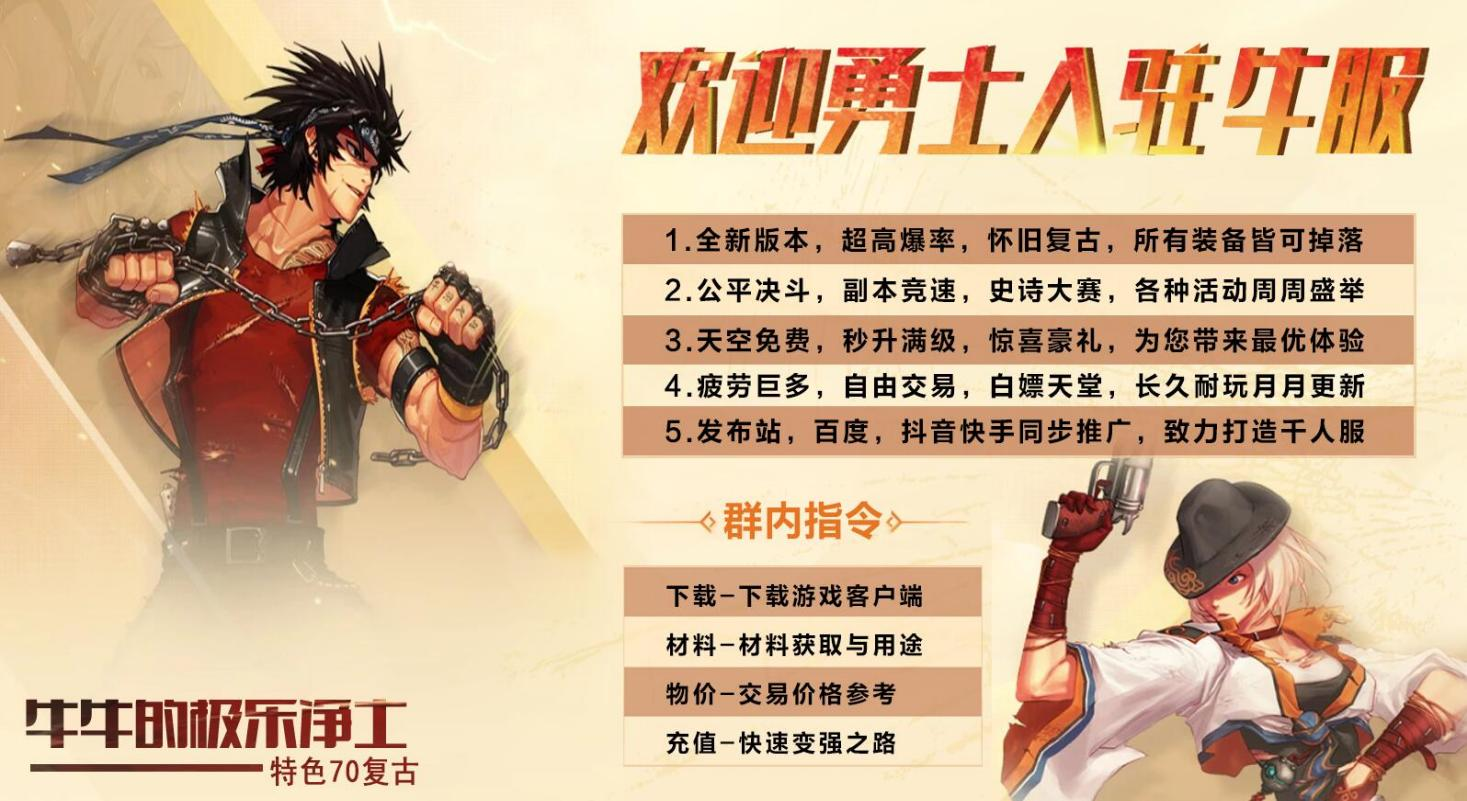 欢迎勇士入驻牛服
1.全新版本，超高爆率，怀旧复古，所有装备皆可掉落
2.公平决斗，副本竞速，史诗大赛，各种活动周周盛举
3.天空免费，秒升满级，惊喜豪礼，为您带来最优体验
4.疲劳巨多，自由交易，白嫖天堂，长久耐玩月月更新
5.发布站，百度，抖音快手同步推广，致力打造千人服
群内指令
下载-下载游戏客户端
材料-材料获取与用途
物价-交易价格参考
充值-快速变强之路
牛牛的极乐净土
特色70复古